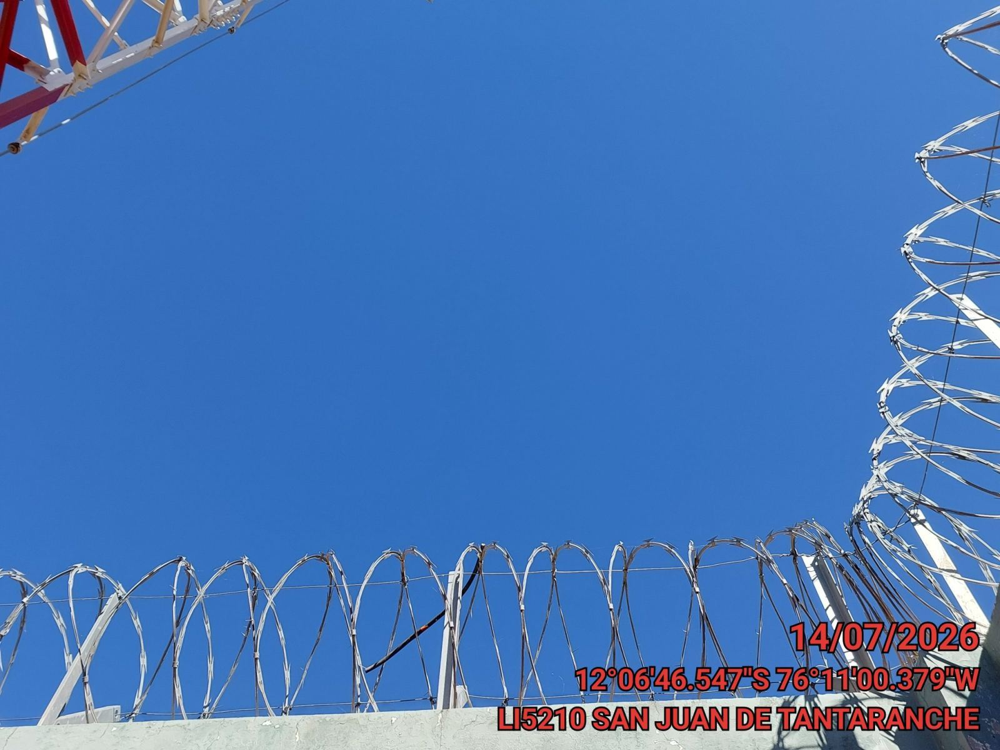 14/07/2026
12°06'46.547"S 76°11'00.379"W
LI5210 SAN JUAN DE TANTARANCHE